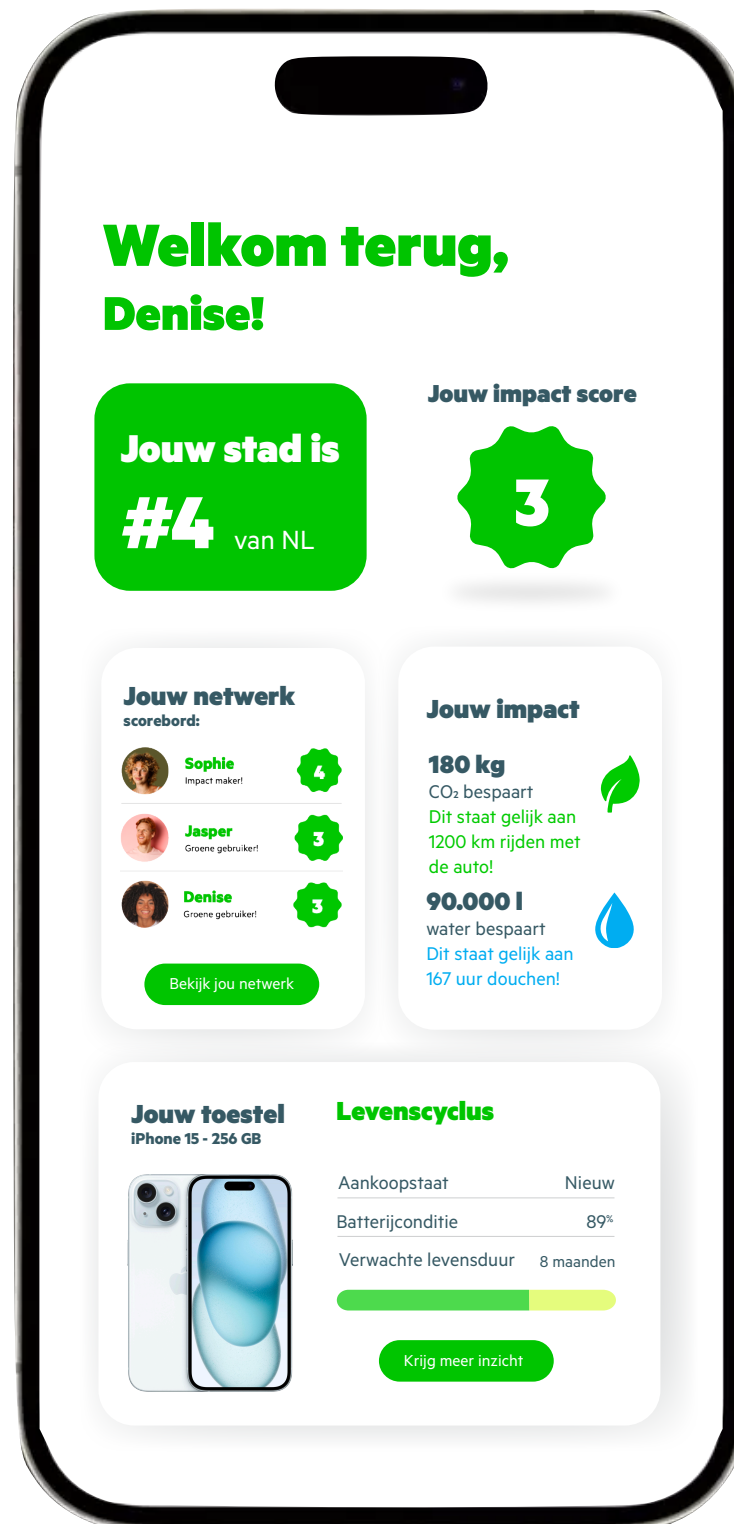 Welkom terug,
Denise!
Jouw stad is
#4 van NL
Jouw impact score
3
Jouw netwerk
scorebord:
Sophie
Impact maker!
4
Jasper
Groene gebruiker!
3
Denise
Groene gebruiker!
3
Bekijk jou netwerk
Jouw impact
180 kg
CO₂ bespaart
Dit staat gelijk aan
1200 km rijden met
de auto!
90.000 l
water bespaart
Dit staat gelijk aan
167 uur douchen!
Jouw toestel
iPhone 15 - 256 GB
Levenscyclus
Aankoopstaat Nieuw
Batterijconditie 89%
Verwachte levensduur 8 maanden
Krijg meer inzicht